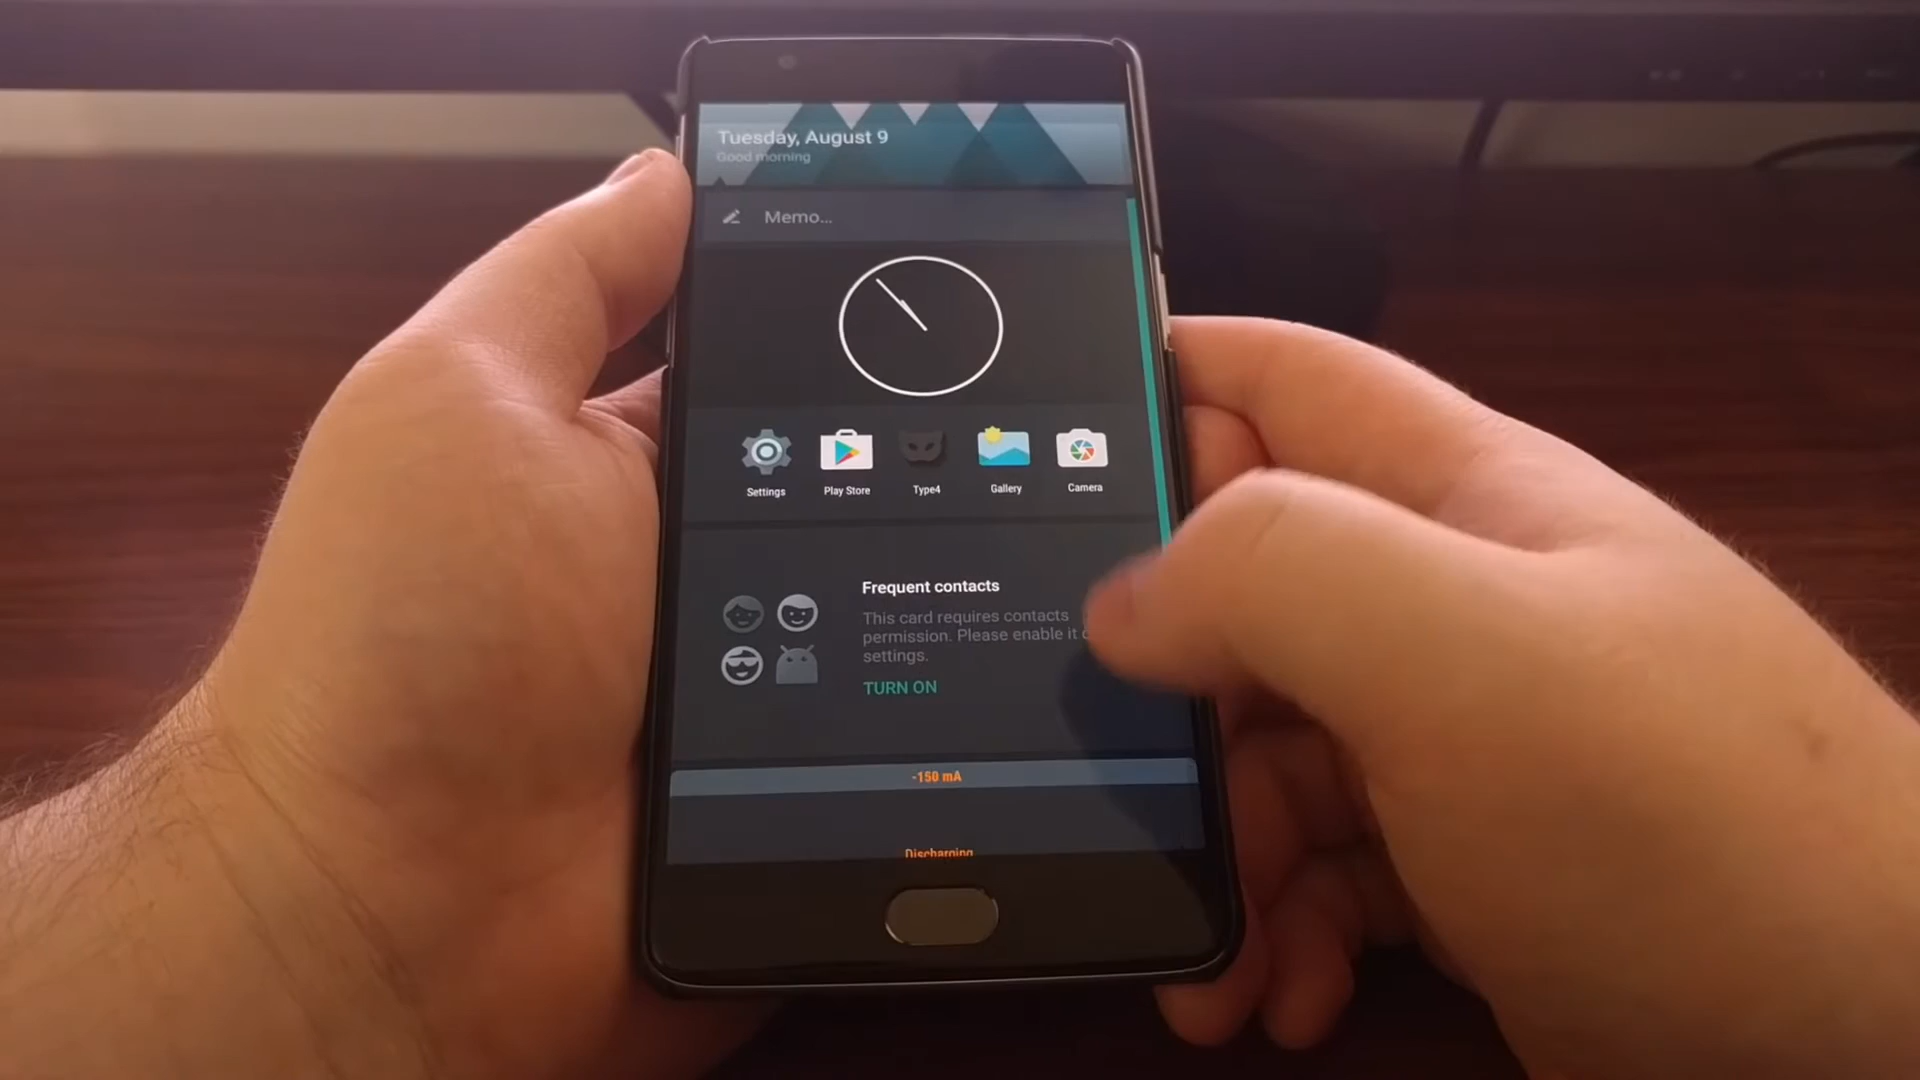 Tuesday, August 9
Good morning
Memo...
Settings
Play Store
Type4
Gallery
Camera
Frequent contacts
This card requires contacts
permission. Please enable it
settings.
TURN ON
-150 mA
Discharging